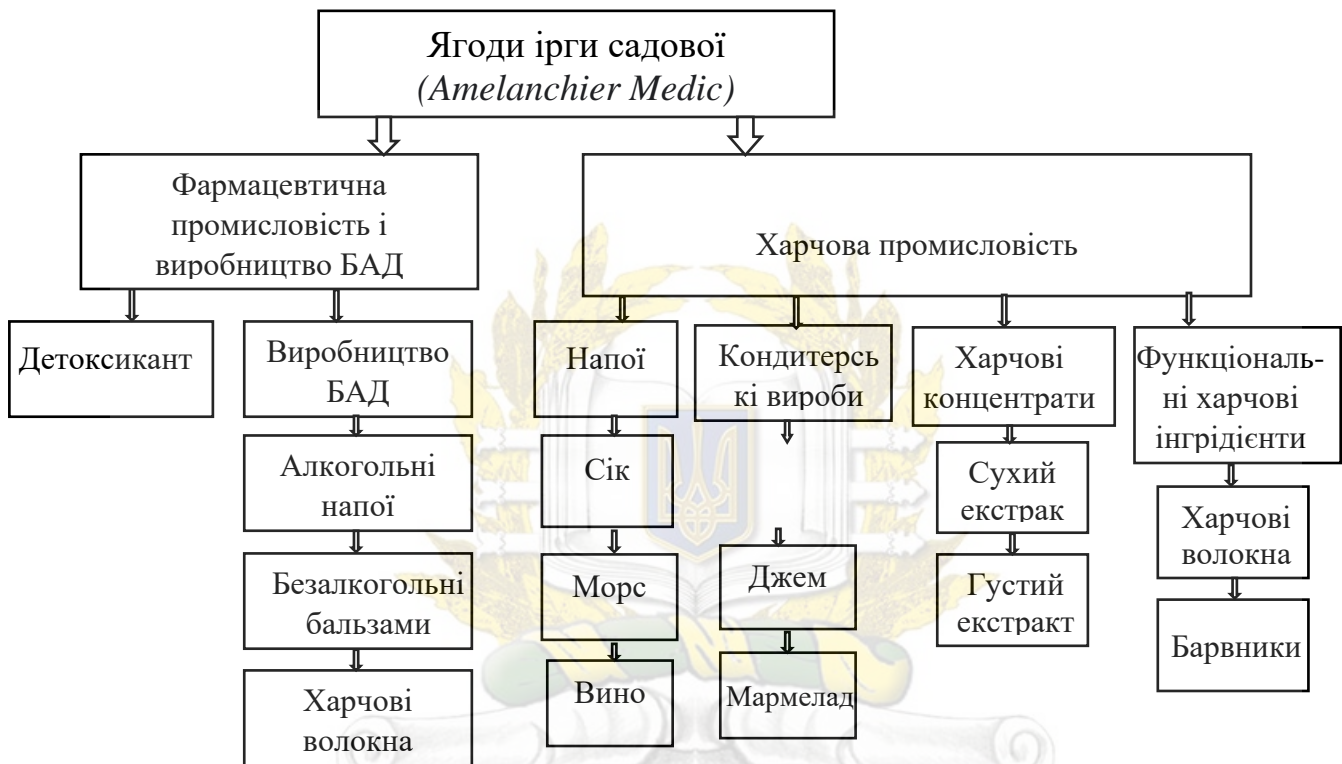 Ягоди ірги садової
(Amelanchier Medic)
Фармацевтична
промисловість і
виробництво БАД
Харчова промисловість
Детоксикант
Виробництво
БАД
Напої
Кондитерсь
кі вироби
Харчові
концентрати
Функціональ-
ні харчові
інгрідієнти
Алкогольні
напої
Сік
Сухий
екстрак
Харчові
волокна
Безалкогольні
бальзами
Морс
Джем
Густий
екстракт
Барвники
Харчові
волокна
Вино
Мармелад